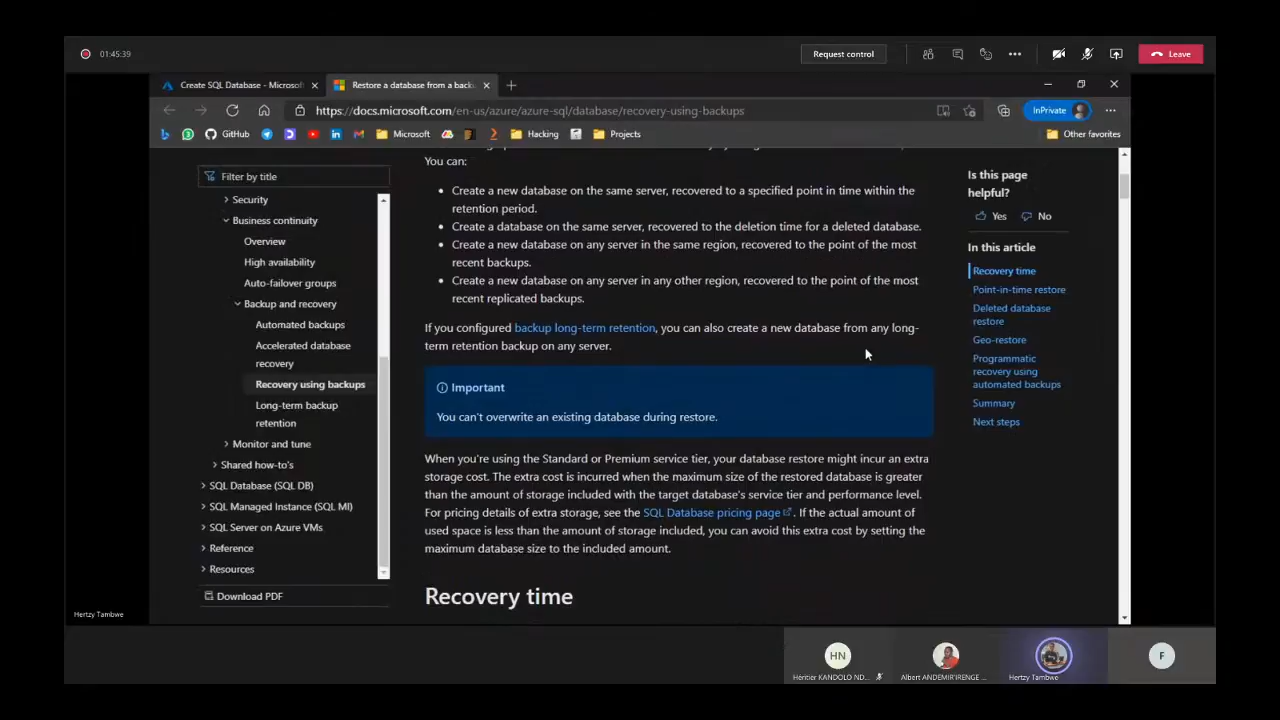 01:45:39
Request control
Leave
Create SQL Database - Microsof
Restore a database from a back
https://docs.microsoft.com/en-us/azure/azure-sql/database/recovery-using-backups
InPrivate
GitHub
Microsoft
Hacking
Projects
Other favorites
Filter by title
Security
Business continuity
Overview
High availability
Auto-failover groups
Backup and recovery
Automated backups
Accelerated database
recovery
Recovery using backups
Long-term backup
retention
Monitor and tune
Shared how-to's
SQL Database (SQL DB)
SQL Managed Instance (SQL MI)
SQL Server on Azure VMs
Reference
Resources
Download PDF
You can:
• Create a new database on the same server, recovered to a specified point in time within the
retention period.
• Create a database on the same server, recovered to the deletion time for a deleted database.
• Create a new database on any server in the same region, recovered to the point of the most
recent backups.
• Create a new database on any server in any other region, recovered to the point of the most
recent replicated backups.
If you configured backup long-term retention, you can also create a new database from any long-
term retention backup on any server.
Important
You can't overwrite an existing database during restore.
When you're using the Standard or Premium service tier, your database restore might incur an extra
storage cost. The extra cost is incurred when the maximum size of the restored database is greater
than the amount of storage included with the target database's service tier and performance level.
For pricing details of extra storage, see the SQL Database pricing page. If the actual amount of
used space is less than the amount of storage included, you can avoid this extra cost by setting the
maximum database size to the included amount.
Recovery time
Is this page
helpful?
Yes No
In this article
Recovery time
Point-in-time restore
Deleted database
restore
Geo-restore
Programmatic
recovery using
automated backups
Summary
Next steps
Hertzy Tambwe
HN
Heritier KANDOLO ND...
Albert ANDEMIR'IRENGE ...
Hertzy Tambwe
F